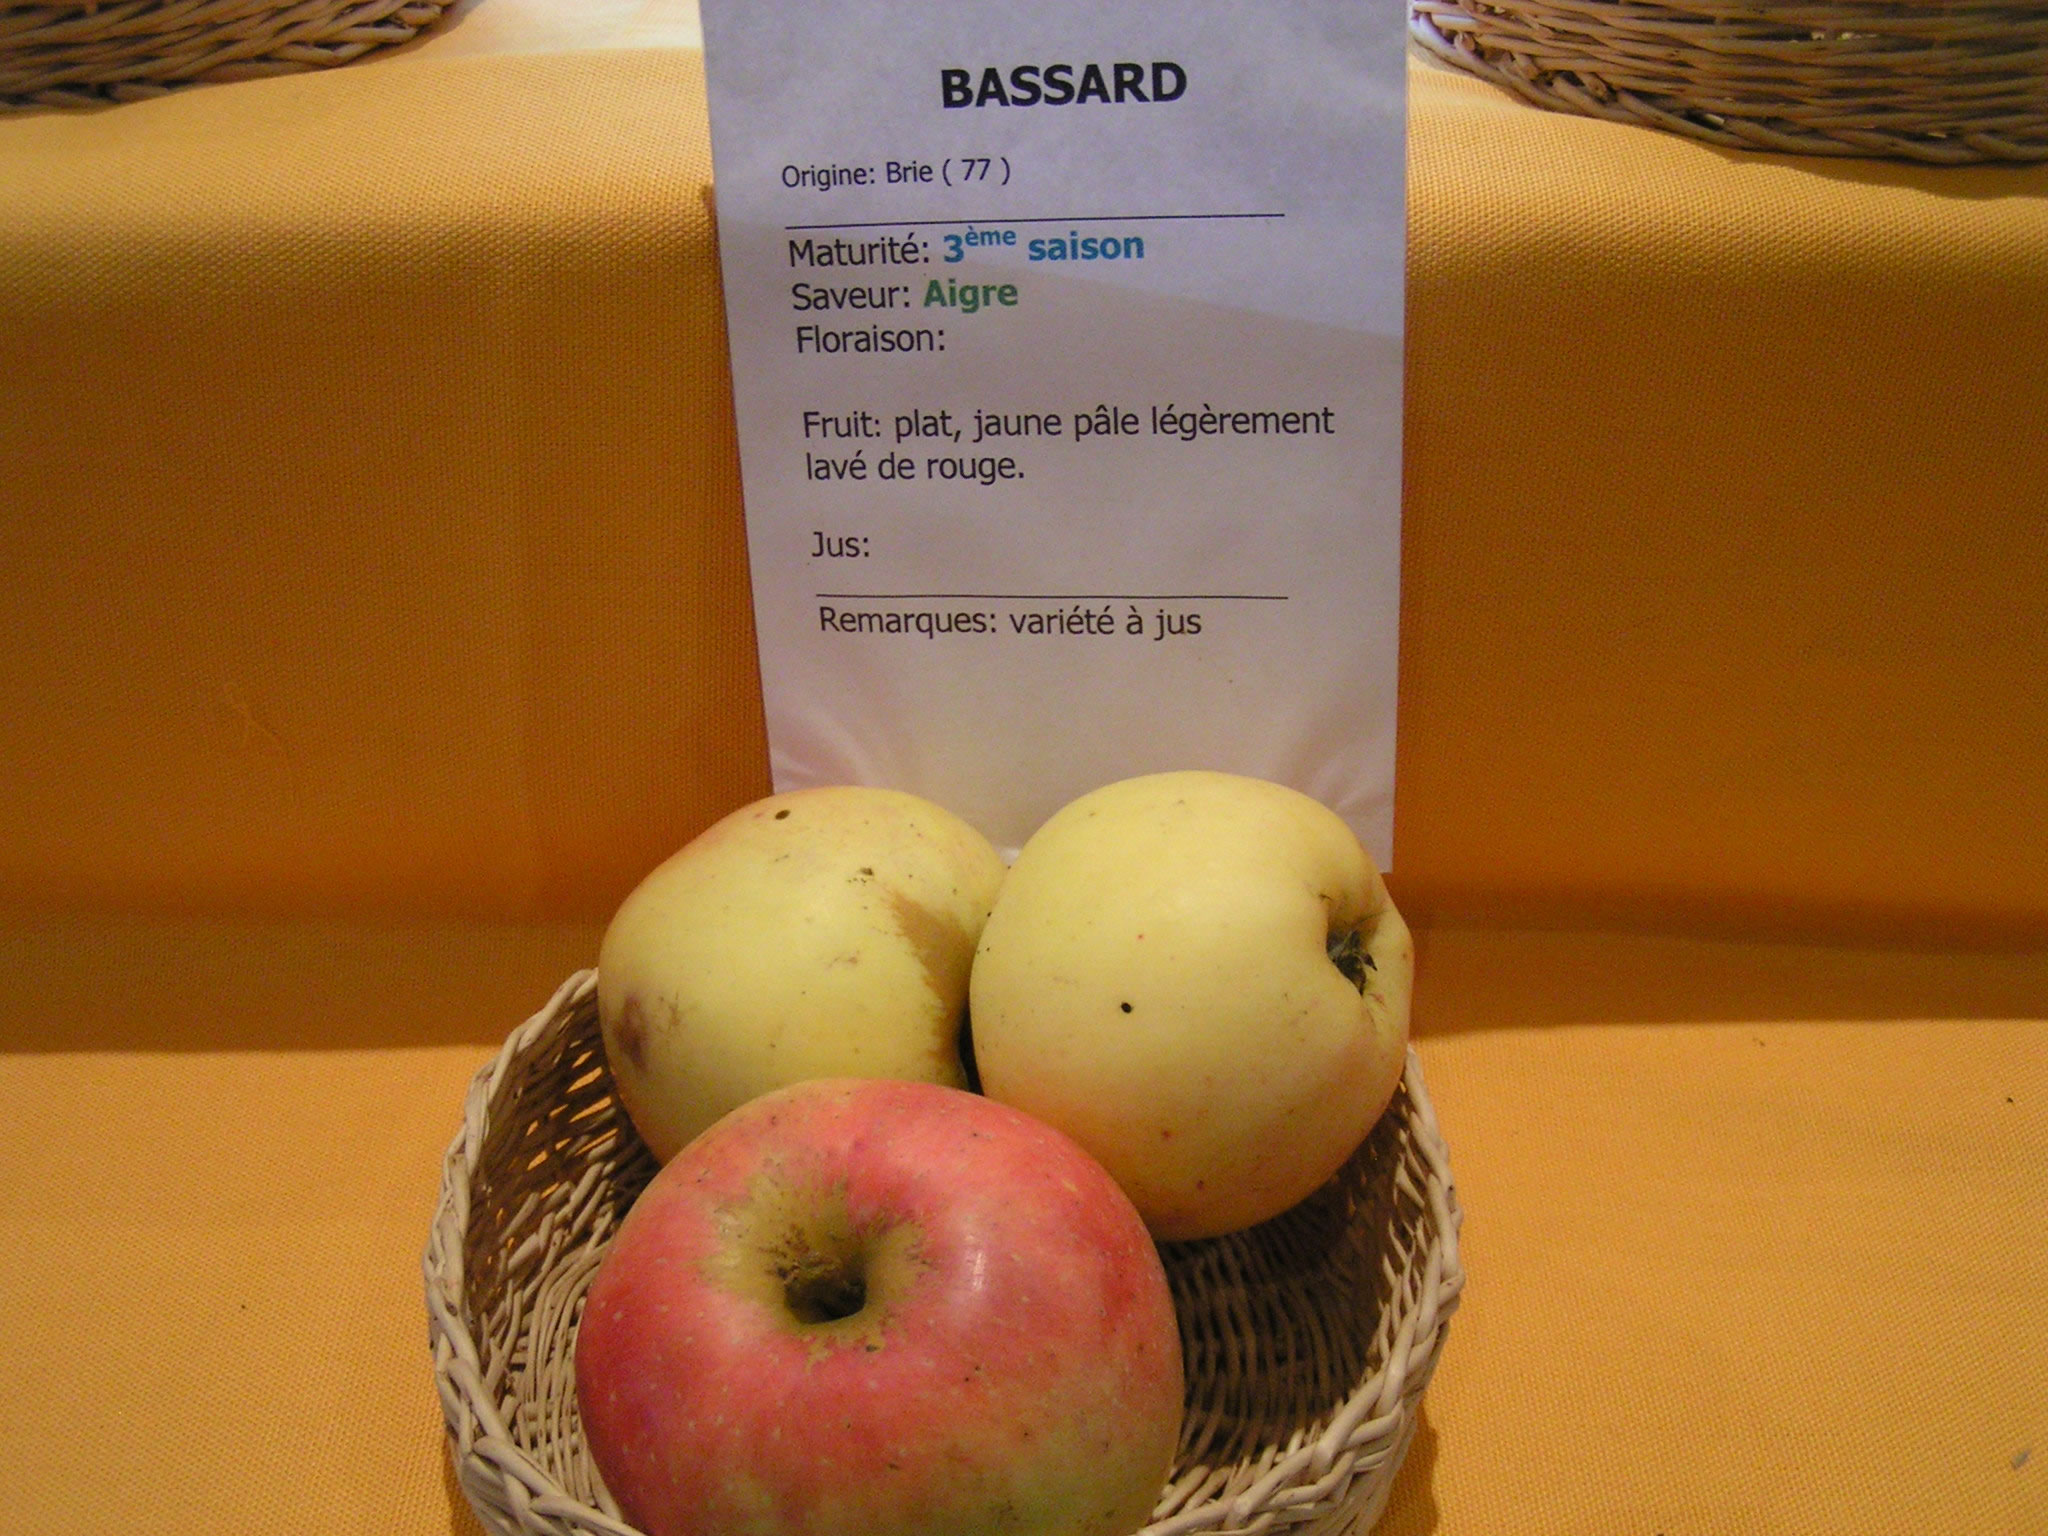 BASSARD
Origine: Brie ( 77 )
Maturité: 3ème saison
Saveur: Aigre
Floraison:
Fruit: plat, jaune pâle légèrement
lavé de rouge.
Jus:
Remarques: variété à jus